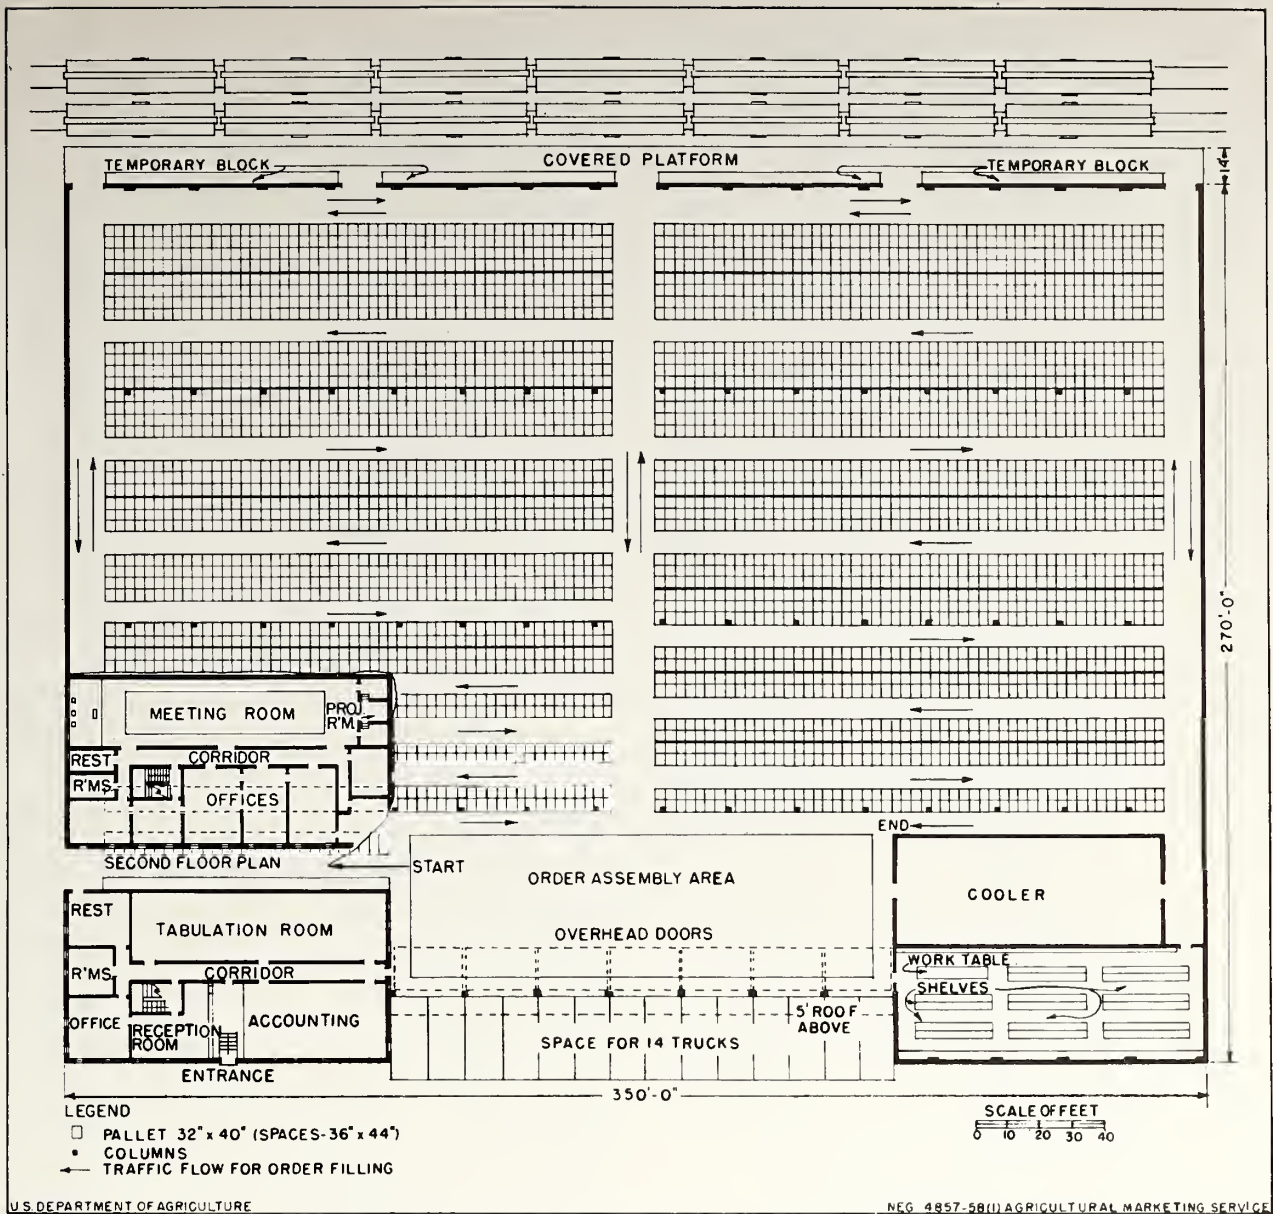 COVERED PLATFORM
TEMPORARY BLOCK
TEMPORARY BLOCK
14'
270'-0"
MEETING ROOM
PROJ. R'M.
REST
R'MS.
CORRIDOR
OFFICES
SECOND FLOOR PLAN
START
END
ORDER ASSEMBLY AREA
OVERHEAD DOORS
COOLER
REST
TABULATION ROOM
R'MS.
CORRIDOR
OFFICE
RECEPTION
ROOM
ACCOUNTING
ENTRANCE
WORK TABLE
SHELVES
5' ROOF
ABOVE
SPACE FOR 14 TRUCKS
350'-0"
LEGEND
PALLET 32" x 40" (SPACES-36" x 44")
COLUMNS
TRAFFIC FLOW FOR ORDER FILLING
SCALE OF FEET
0 10 20 30 40
U.S. DEPARTMENT OF AGRICULTURE
NEG. 4857-58(1) AGRICULTURAL MARKETING SERVICE